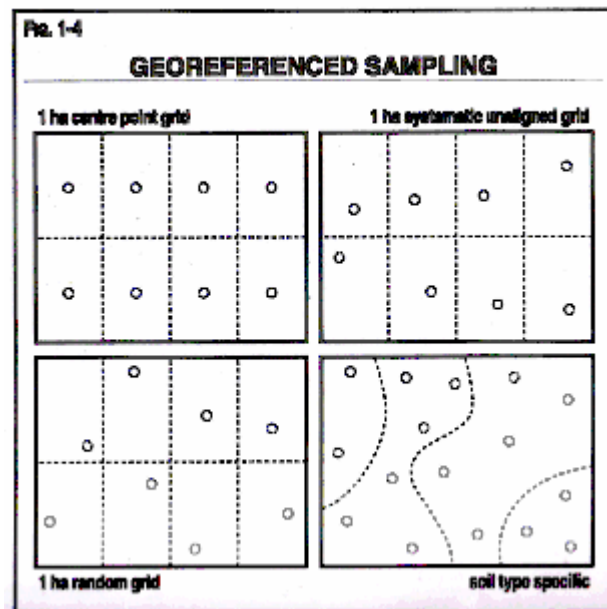 FIG. 1-4
GEOREFERENCED SAMPLING
1 ha centre point grid
1 ha systematic unaligned grid
1 ha random grid
soil type specific